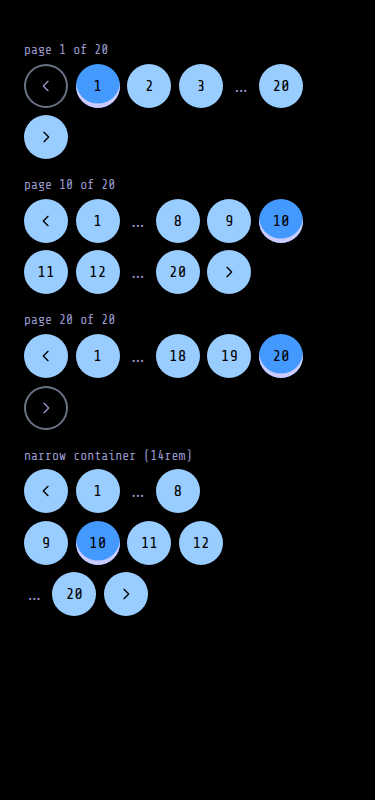 page 1 of 20
< 1 2 3 … 20
>
page 10 of 20
< 1 … 8 9 10
11 12 … 20 >
page 20 of 20
< 1 … 18 19 20
>
narrow container (14rem)
< 1 … 8
9 10 11 12
… 20 >